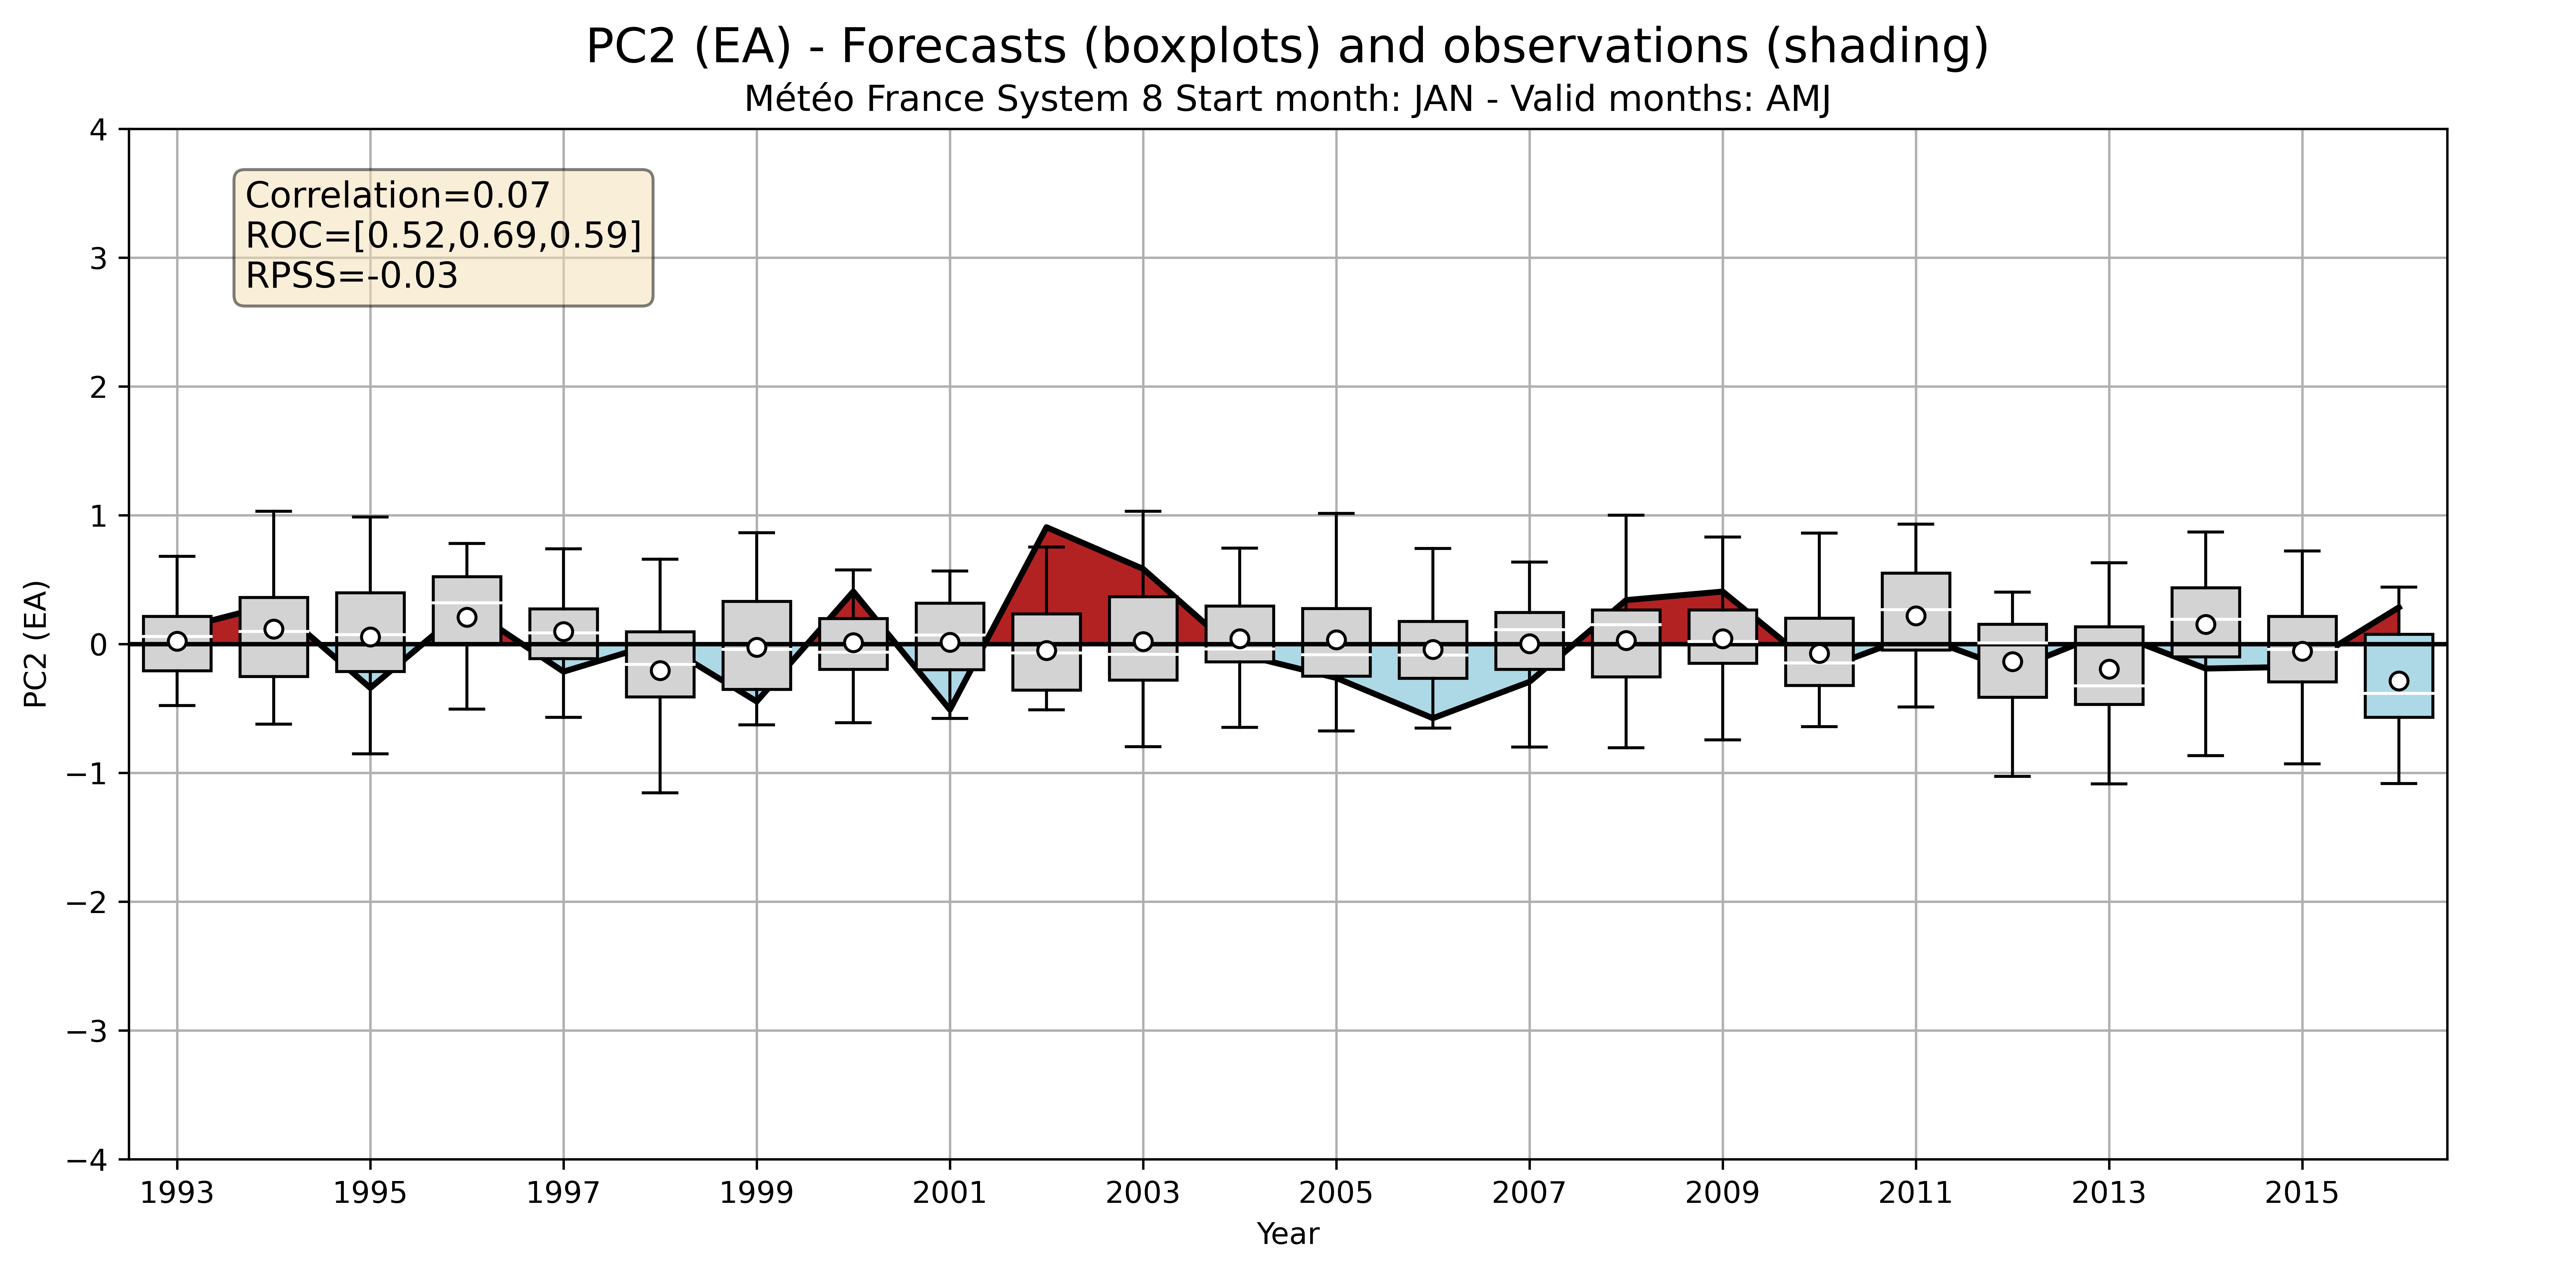 PC2 (EA) - Forecasts (boxplots) and observations (shading)
Météo France System 8 Start month: JAN - Valid months: AMJ
Correlation=0.07
ROC=[0.52,0.69,0.59]
RPSS=-0.03
PC2 (EA)
4
3
2
1
0
−1
−2
−3
−4
1993 1995 1997 1999 2001 2003 2005 2007 2009 2011 2013 2015
Year